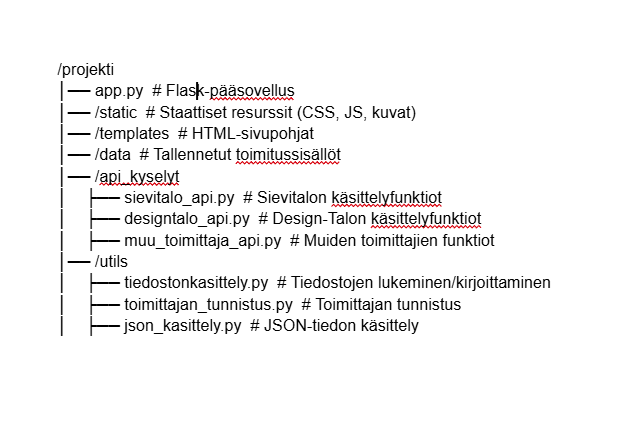 /projekti
│── app.py  # Flask-pääsovellus
│── /static  # Staattiset resurssit (CSS, JS, kuvat)
│── /templates  # HTML-sivupohjat
│── /data  # Tallennetut toimitussisällöt
│── /api_kyselyt
│   ├── sievitalo_api.py  # Sievitalon käsittelyfunktiot
│   ├── designtalo_api.py  # Design-Talon käsittelyfunktiot
│   ├── muu_toimittaja_api.py  # Muiden toimittajien funktiot
│── /utils
│   ├── tiedostonkasittely.py  # Tiedostojen lukeminen/kirjoittaminen
│   ├── toimittajan_tunnistus.py  # Toimittajan tunnistus
│   ├── json_kasittely.py  # JSON-tiedon käsittely